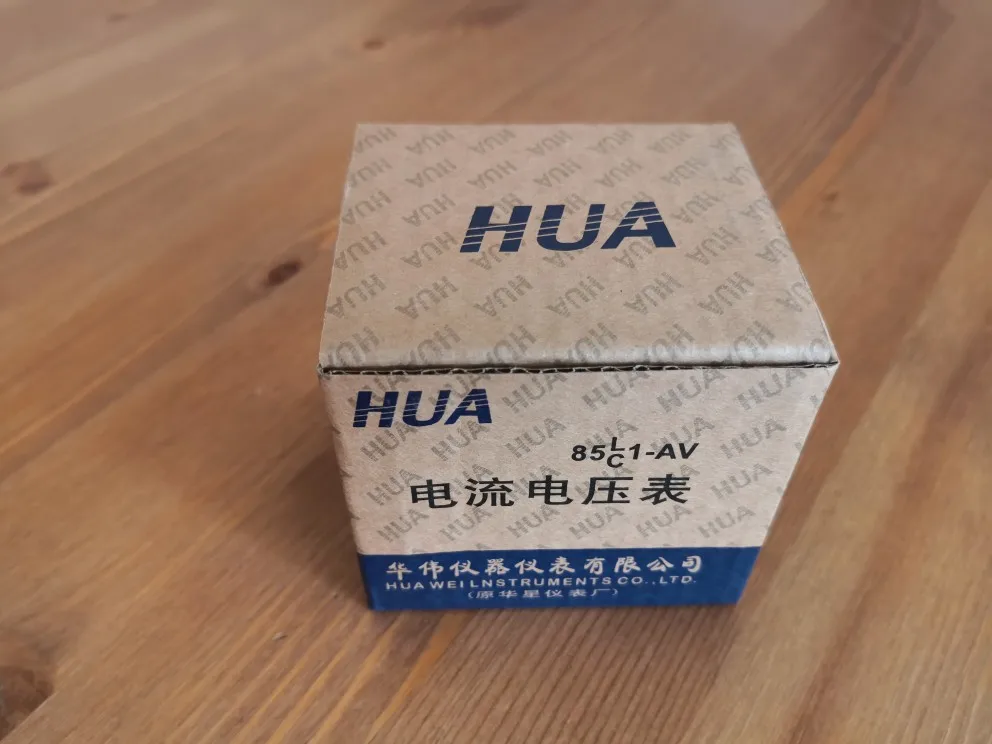 HUA
HUA
85L/C1-AV
电流电压表
华伟仪器仪表有限公司
HUA WEI LNSTRUMENTS CO.,LTD.
(原华星仪表厂)